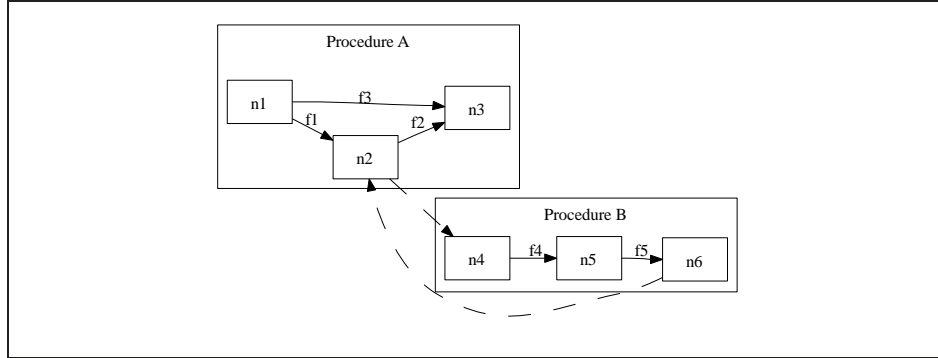 Procedure A
n1
f3
n3
f1
f2
n2
Procedure B
n4
f4
n5
f5
n6